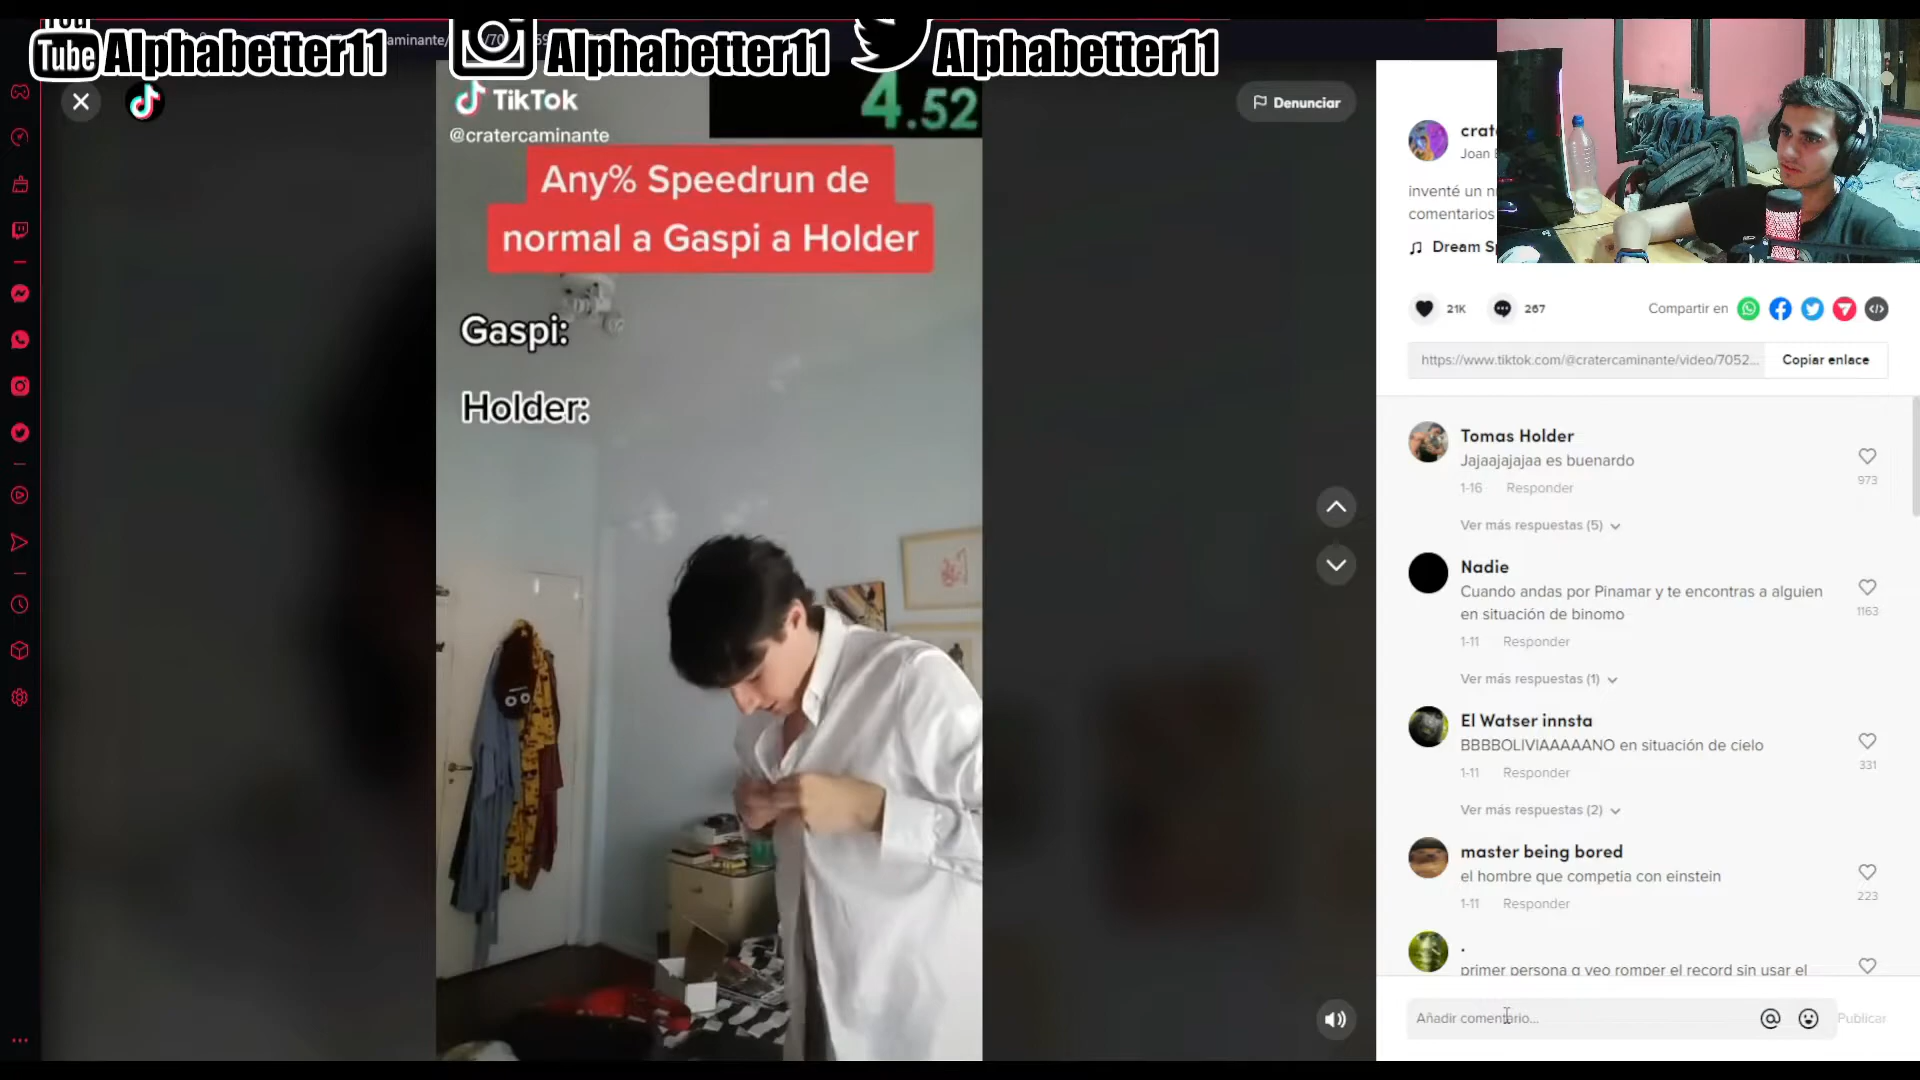 You
Tube Alphabetter11
Alphabetter11
Alphabetter11
aminante/
TikTok
@cratercaminante
4.52
Denunciar
Any% Speedrun de
normal a Gaspi a Holder
Gaspi:
Holder:
Joan
inventé un
comentarios
Dream
21K
267
Compartir en
https://www.tiktok.com/@cratercaminante/video/7052...
Copiar enlace
Tomas Holder
Jajaajajajaa es buenardo
973
1-16 Responder
Ver más respuestas (5)
Nadie
Cuando andas por Pinamar y te encontras a alguien
en situación de binomo
1163
1-11 Responder
Ver más respuestas (1)
El Watser innsta
BBBBOLIVIAAAAANO en situación de cielo
331
1-11 Responder
Ver más respuestas (2)
master being bored
el hombre que competia con einstein
223
1-11 Responder
.
primer persona q veo romper el record sin usar el
Añadir comentario...
Publicar